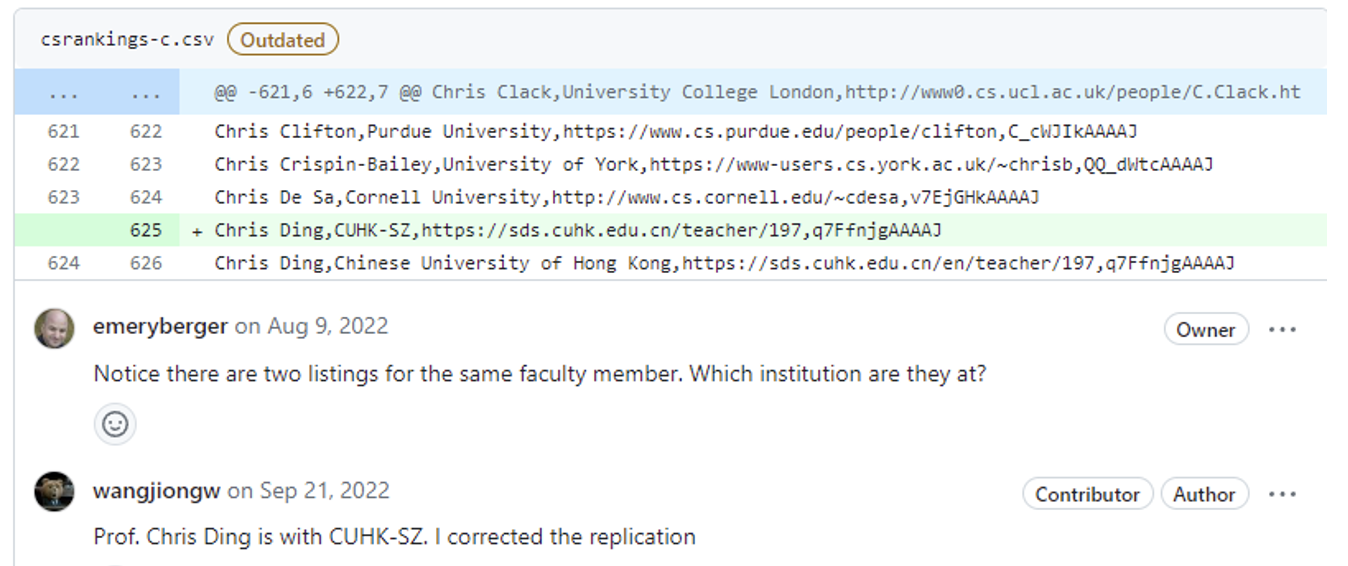 csrankings-c.csv Outdated
... ... @@ -621,6 +622,7 @@ Chris Clack,University College London,http://www0.cs.ucl.ac.uk/people/C.Clack.ht
621 622 Chris Clifton,Purdue University,https://www.cs.purdue.edu/people/clifton,C_cWJIkAAAAJ
622 623 Chris Crispin-Bailey,University of York,https://www-users.cs.york.ac.uk/~chrisb,QQ_dWtcAAAAJ
623 624 Chris De Sa,Cornell University,http://www.cs.cornell.edu/~cdesa,v7EjGHkAAAAJ
625 + Chris Ding,CUHK-SZ,https://sds.cuhk.edu.cn/teacher/197,q7FfnjgAAAAJ
624 626 Chris Ding,Chinese University of Hong Kong,https://sds.cuhk.edu.cn/en/teacher/197,q7FfnjgAAAAJ
emeryberger on Aug 9, 2022 Owner ...
Notice there are two listings for the same faculty member. Which institution are they at?
wangjiongw on Sep 21, 2022 Contributor Author ...
Prof. Chris Ding is with CUHK-SZ. I corrected the replication